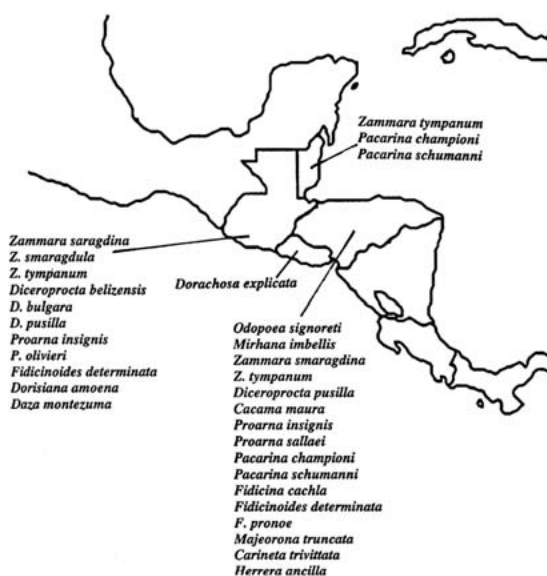 Zammara tympanum
Pacarina championi
Pacarina schumanni
Zammara saragdina
Z. smaragdula
Z. tympanum
Diceroprocta belizensis
D. bulgara
D. pusilla
Proarna insignis
P. olivieri
Fidicinoides determinata
Dorisiana amoena
Daza montezuma
Dorachosa explicata
Odopoea signoreti
Mirhana imbellis
Zammara smaragdina
Z. tympanum
Diceroprocta pusilla
Cacama maura
Proarna insignis
Proarna sallaei
Pacarina championi
Pacarina schumanni
Fidicina cachla
Fidicinoides determinata
F. pronoe
Majeorona truncata
Carineta trivittata
Herrera ancilla